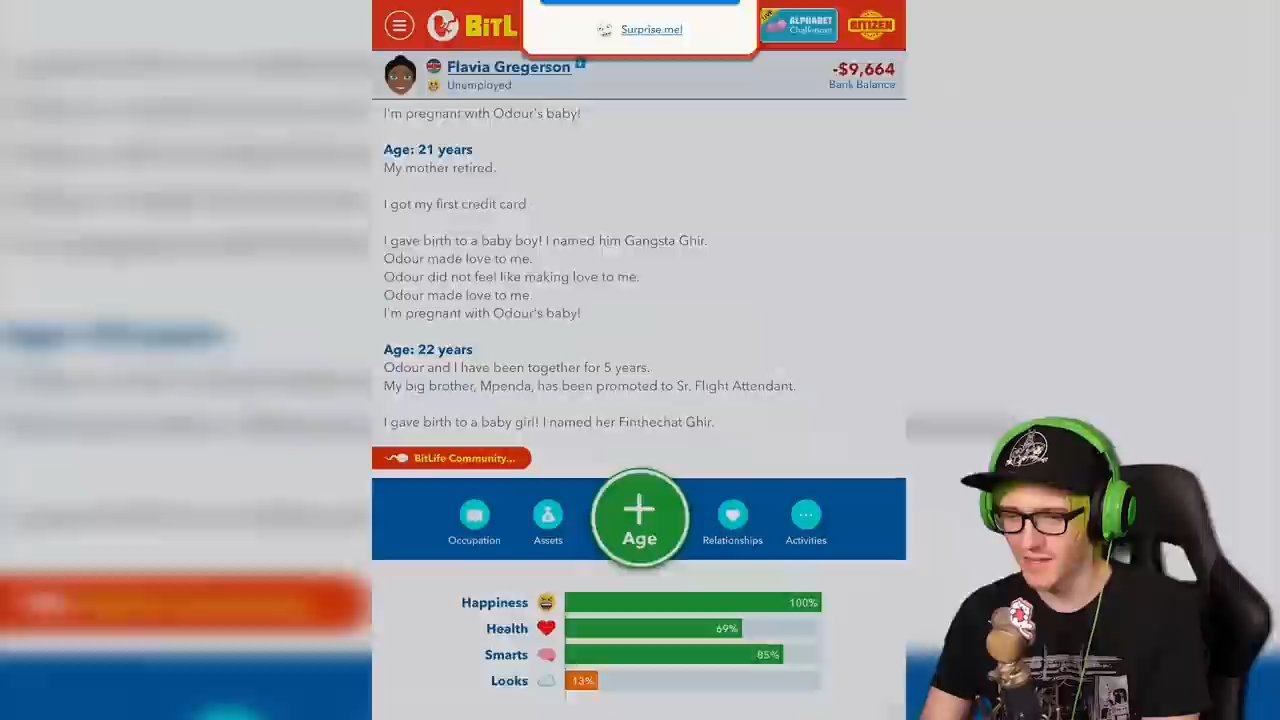 Surprise me!
BitL
LIVE
ALPHABET
Challenge
BITIZEN
Flavia Gregerson
-$9,664
Unemployed
Bank Balance
I'm pregnant with Odour's baby!
Age: 21 years
My mother retired.
I got my first credit card
I gave birth to a baby boy! I named him Gangsta Ghir.
Odour made love to me.
Odour did not feel like making love to me.
Odour made love to me.
I'm pregnant with Odour's baby!
Age: 22 years
Odour and I have been together for 5 years.
My big brother, Mpenda, has been promoted to Sr. Flight Attendant.
I gave birth to a baby girl! I named her Finthechat Ghir.
BitLife Community...
+
Age
Occupation
Assets
Relationships
Activities
Happiness 100%
Health 69%
Smarts 85%
Looks 13%